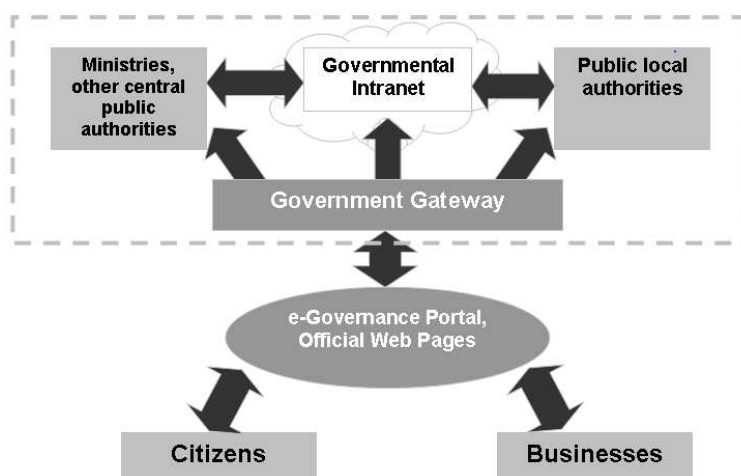 Ministries,
other central
public
authorities
Governmental
Intranet
Public local
authorities
Government Gateway
e-Governance Portal,
Official Web Pages
Citizens
Businesses